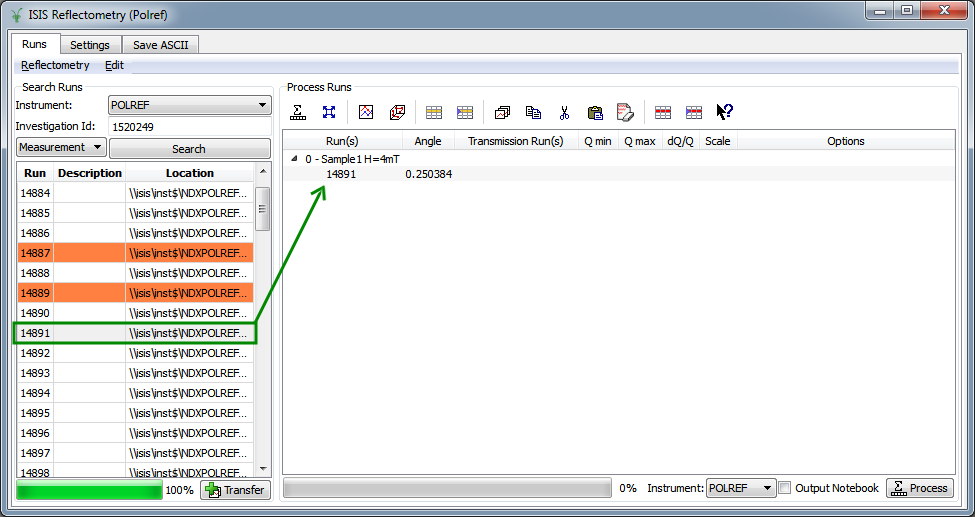 ISIS Reflectometry (Polref)
Runs Settings Save ASCII
Reflectometry Edit
Search Runs
Instrument: POLREF
Investigation Id: 1520249
Measurement Search
Run Description Location
14884 \\isis\inst$\NDXPOLREF...
14885 \\isis\inst$\NDXPOLREF...
14886 \\isis\inst$\NDXPOLREF...
14887 \\isis\inst$\NDXPOLREF...
14888 \\isis\inst$\NDXPOLREF...
14889 \\isis\inst$\NDXPOLREF...
14890 \\isis\inst$\NDXPOLREF...
14891 \\isis\inst$\NDXPOLREF...
14892 \\isis\inst$\NDXPOLREF...
14893 \\isis\inst$\NDXPOLREF...
14894 \\isis\inst$\NDXPOLREF...
14895 \\isis\inst$\NDXPOLREF...
14896 \\isis\inst$\NDXPOLREF...
14897 \\isis\inst$\NDXPOLREF...
14898 \\isis\inst$\NDXPOLREF...
100% Transfer
Process Runs
Run(s) Angle Transmission Run(s) Q min Q max dQ/Q Scale Options
0 - Sample1 H=4mT
14891 0.250384
0% Instrument: POLREF Output Notebook Process